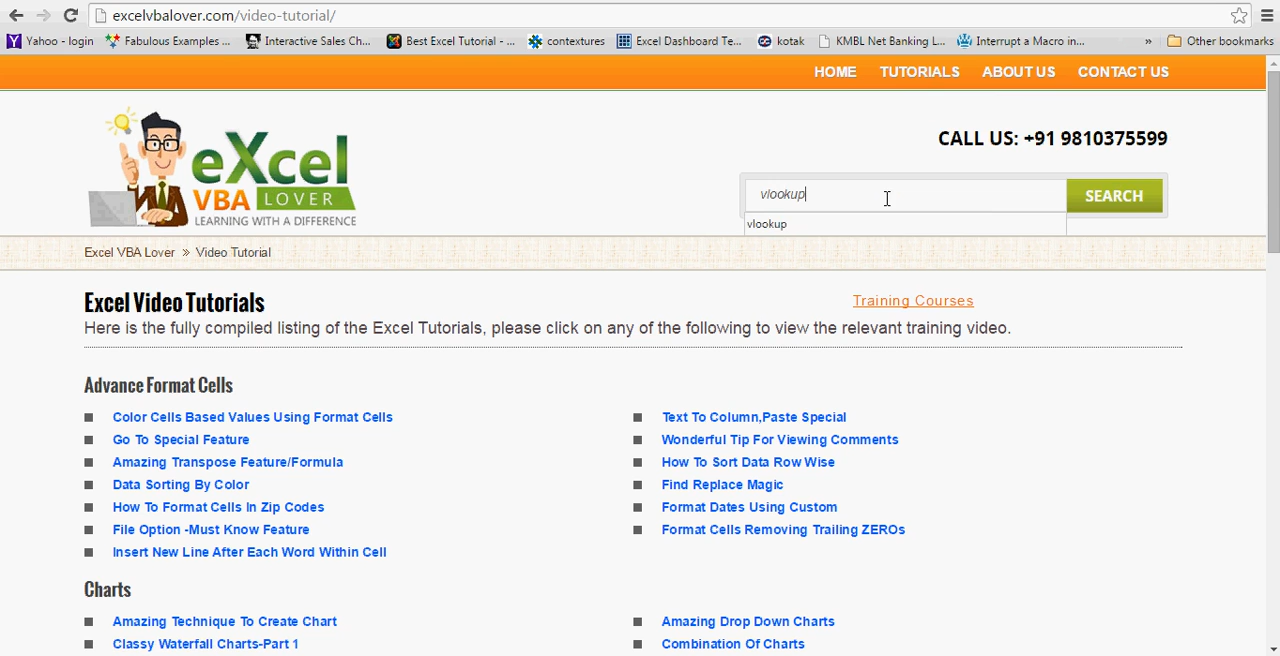 excelvbalover.com/video-tutorial/
Yahoo - login Fabulous Examples ... Interactive Sales Ch... Best Excel Tutorial - ... contextures Excel Dashboard Te... kotak KMBL Net Banking L... Interrupt a Macro in... » Other bookmarks
HOME TUTORIALS ABOUT US CONTACT US
eXcel
VBA LOVER
LEARNING WITH A DIFFERENCE
CALL US: +91 9810375599
vlookup SEARCH
vlookup
Excel VBA Lover » Video Tutorial
Excel Video Tutorials Training Courses
Here is the fully compiled listing of the Excel Tutorials, please click on any of the following to view the relevant training video.
Advance Format Cells
Color Cells Based Values Using Format Cells Text To Column,Paste Special
Go To Special Feature Wonderful Tip For Viewing Comments
Amazing Transpose Feature/Formula How To Sort Data Row Wise
Data Sorting By Color Find Replace Magic
How To Format Cells In Zip Codes Format Dates Using Custom
File Option -Must Know Feature Format Cells Removing Trailing ZEROs
Insert New Line After Each Word Within Cell
Charts
Amazing Technique To Create Chart Amazing Drop Down Charts
Classy Waterfall Charts-Part 1 Combination Of Charts